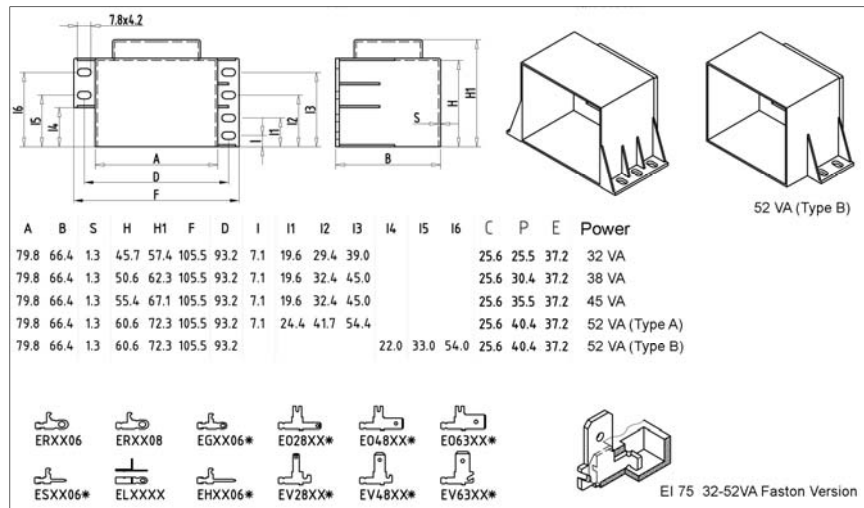 7.8x4.2
I6
I5
I4
I
I1
I2
I3
A
D
F
S
H
H1
B
52 VA (Type B)
A B S H H1 F D I I1 I2 I3 I4 I5 I6 C P E Power
79.8 66.4 1.3 45.7 57.4 105.5 93.2 7.1 19.6 29.4 39.0 25.6 25.5 37.2 32 VA
79.8 66.4 1.3 50.6 62.3 105.5 93.2 7.1 19.6 32.4 45.0 25.6 30.4 37.2 38 VA
79.8 66.4 1.3 55.4 67.1 105.5 93.2 7.1 19.6 32.4 45.0 25.6 35.5 37.2 45 VA
79.8 66.4 1.3 60.6 72.3 105.5 93.2 7.1 24.4 41.7 54.4 25.6 40.4 37.2 52 VA (Type A)
79.8 66.4 1.3 60.6 72.3 105.5 93.2 22.0 33.0 54.0 25.6 40.4 37.2 52 VA (Type B)
ERXX06 ERXX08 EGXX06* EO28XX* EO48XX* EO63XX*
ESXX06* ELXXXX EHXX06* EV28XX* EV48XX* EV63XX*
EI 75 32-52VA Faston Version